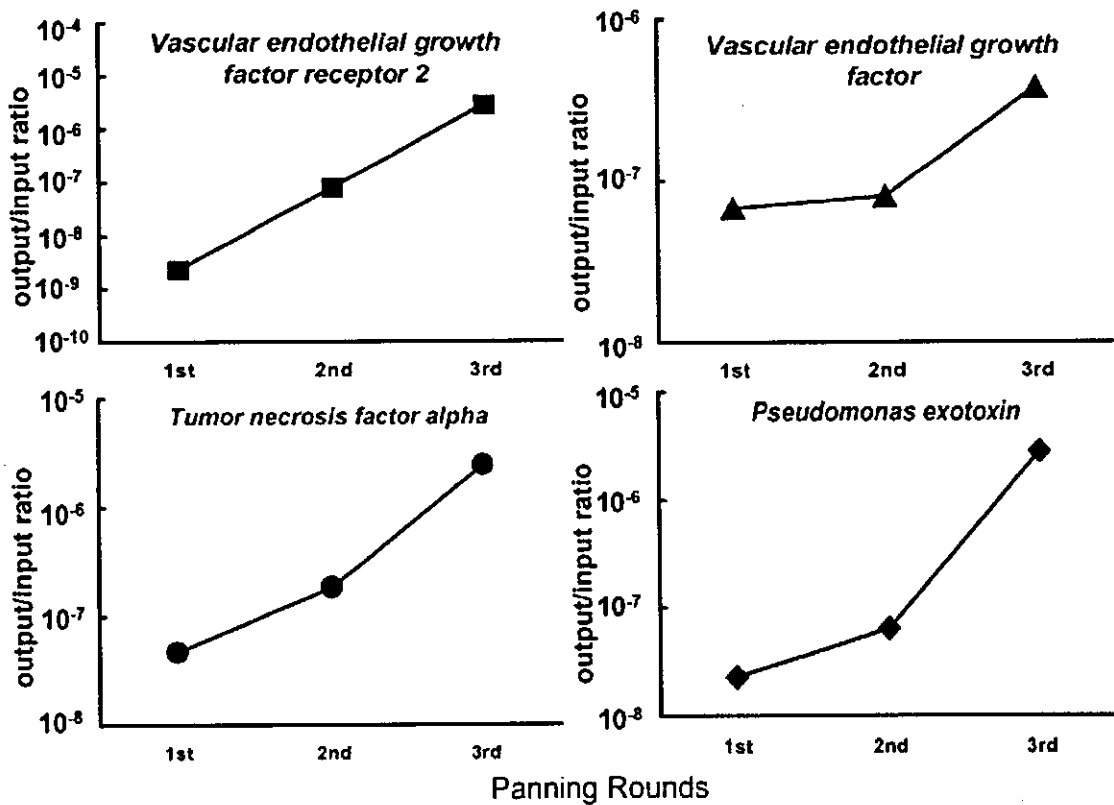 Vascular endothelial growth
factor receptor 2
output/input ratio
10-4
10-5
10-6
10-7
10-8
10-9
10-10
1st 2nd 3rd
Vascular endothelial growth
factor
output/input ratio
10-6
10-7
10-8
1st 2nd 3rd
Tumor necrosis factor alpha
output/input ratio
10-5
10-6
10-7
10-8
1st 2nd 3rd
Pseudomonas exotoxin
output/input ratio
10-5
10-6
10-7
10-8
1st 2nd 3rd
Panning Rounds